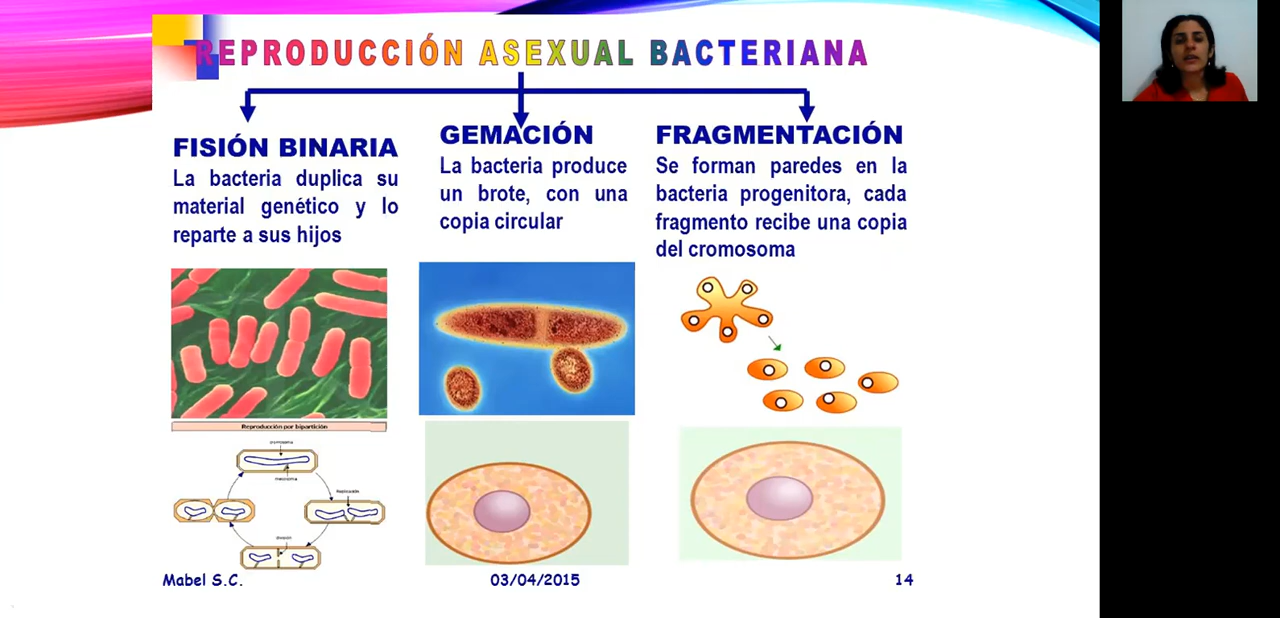 REPRODUCCIÓN ASEXUAL BACTERIANA
FISIÓN BINARIA
La bacteria duplica su
material genético y lo
reparte a sus hijos
GEMACIÓN
La bacteria produce
un brote, con una
copia circular
FRAGMENTACIÓN
Se forman paredes en la
bacteria progenitora, cada
fragmento recibe una copia
del cromosoma
Reproducción por bipartición
Mabel S.C.
03/04/2015
14